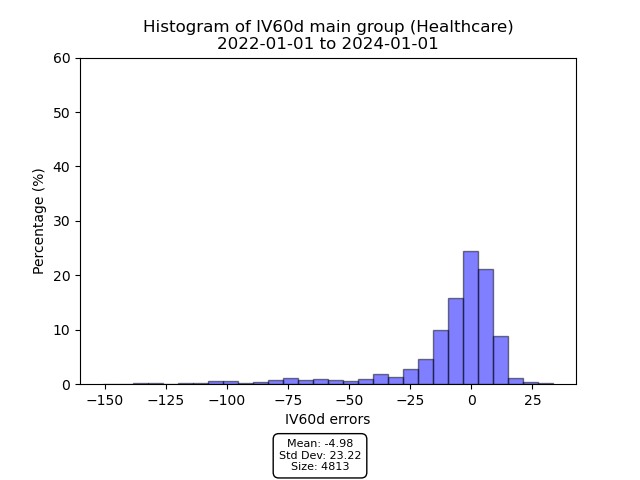 Histogram of IV60d main group (Healthcare)
2022-01-01 to 2024-01-01
60
50
40
30
20
10
0
Percentage (%)
−150 −125 −100 −75 −50 −25 0 25
IV60d errors
Mean: -4.98
Std Dev: 23.22
Size: 4813